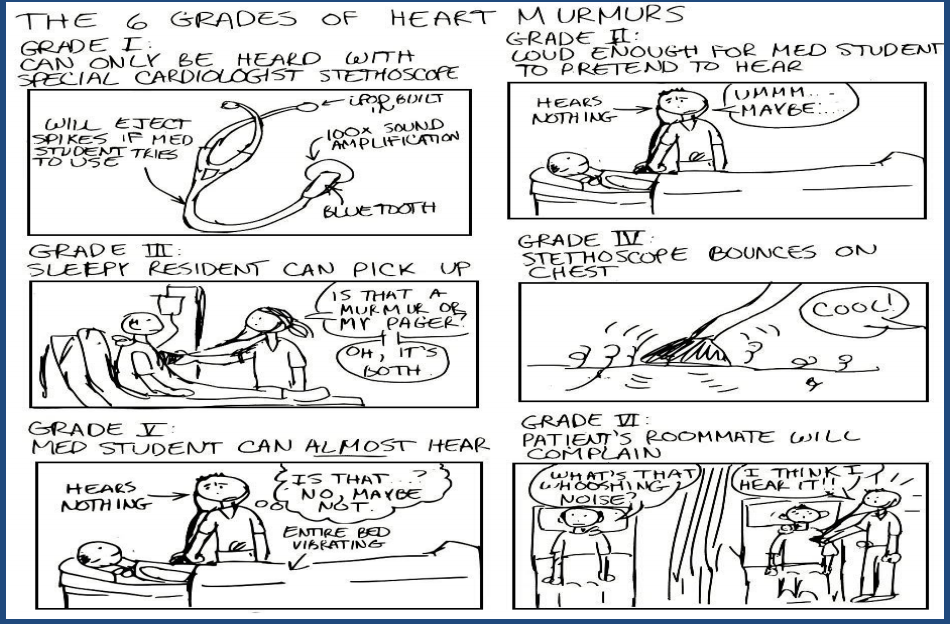 THE 6 GRADES OF HEART MURMURS
GRADE I:
CAN ONLY BE HEARD WITH
SPECIAL CARDIOLOGIST STETHOSCOPE
WILL EJECT
SPIKES IF MED
STUDENT TRIES
TO USE
BUILT
IN
100X SOUND
AMPLIFICATION
BLUETOOTH
GRADE II:
LOUD ENOUGH FOR MED STUDENT
TO PRETEND TO HEAR
HEARS
NOTHING
UMMM...
MAYBE...
GRADE III:
SLEEPY RESIDENT CAN PICK UP
IS THAT A
MURMUR OR
MY PAGER?
OH, IT'S
BOTH.
GRADE IV:
STETHOSCOPE BOUNCES ON
CHEST
COOL!
GRADE V:
MED STUDENT CAN ALMOST HEAR
HEARS
NOTHING
IS THAT...?
NO, MAYBE
NOT.
ENTIRE BED
VIBRATING
GRADE VI:
PATIENT'S ROOMMATE WILL
COMPLAIN
WHAT'S THAT
WHOOSHING
NOISE?
I THINK I
HEAR IT!!